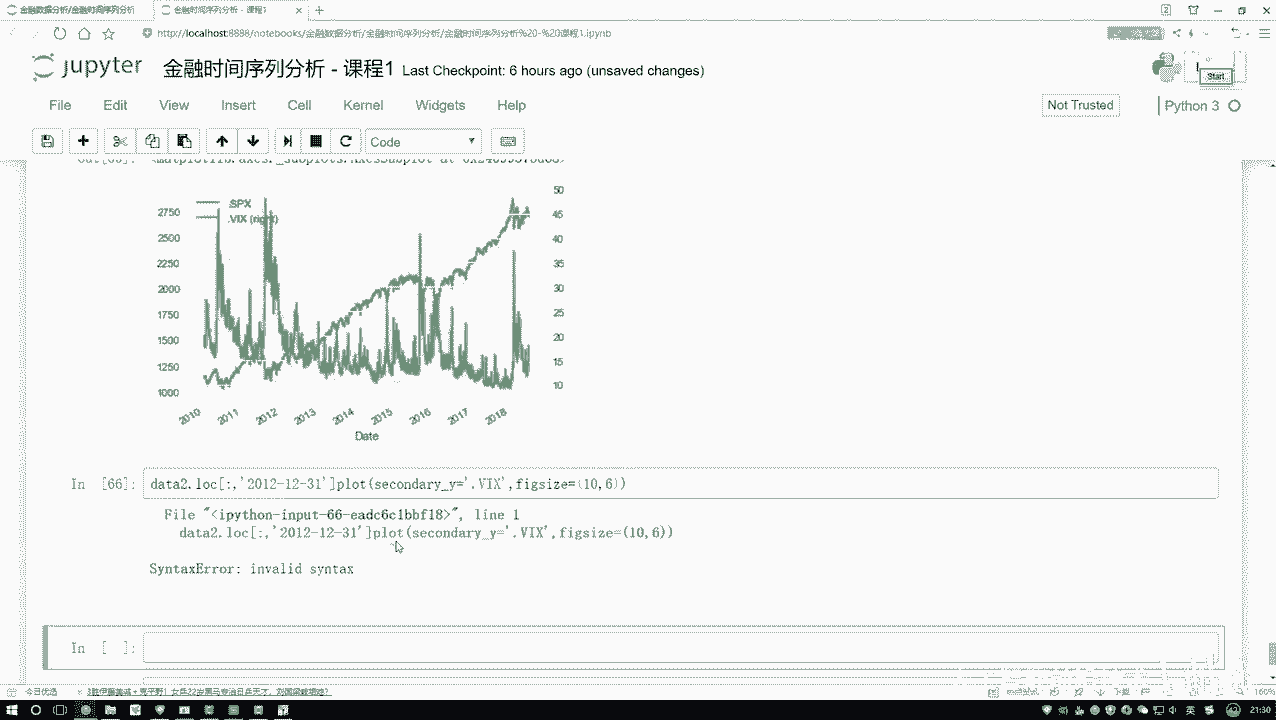 金融数据分析/金融时间序列分析
金融时间序列分析 - 课程1
http://localhost:8888/notebooks/金融数据分析/金融时间序列分析/金融时间序列分析%20-%20课程1.ipynb
jupyter 金融时间序列分析 - 课程1 Last Checkpoint: 6 hours ago (unsaved changes)
Start
File Edit View Insert Cell Kernel Widgets Help
Not Trusted
Python 3
Code
.SPX
.VIX (right)
2750
2500
2250
2000
1750
1500
1250
1000
50
45
40
35
30
25
20
15
10
2010 2011 2012 2013 2014 2015 2016 2017 2018
Date
In [66]: data2.loc[:,'2012-12-31']plot(secondary_y='.VIX',figsize=(10,6))
File "<ipython-input-66-eadc6c1bbf18>", line 1
data2.loc[:,'2012-12-31']plot(secondary_y='.VIX',figsize=(10,6))
^
SyntaxError: invalid syntax
In [ ]:
今日优选
160%
21:30